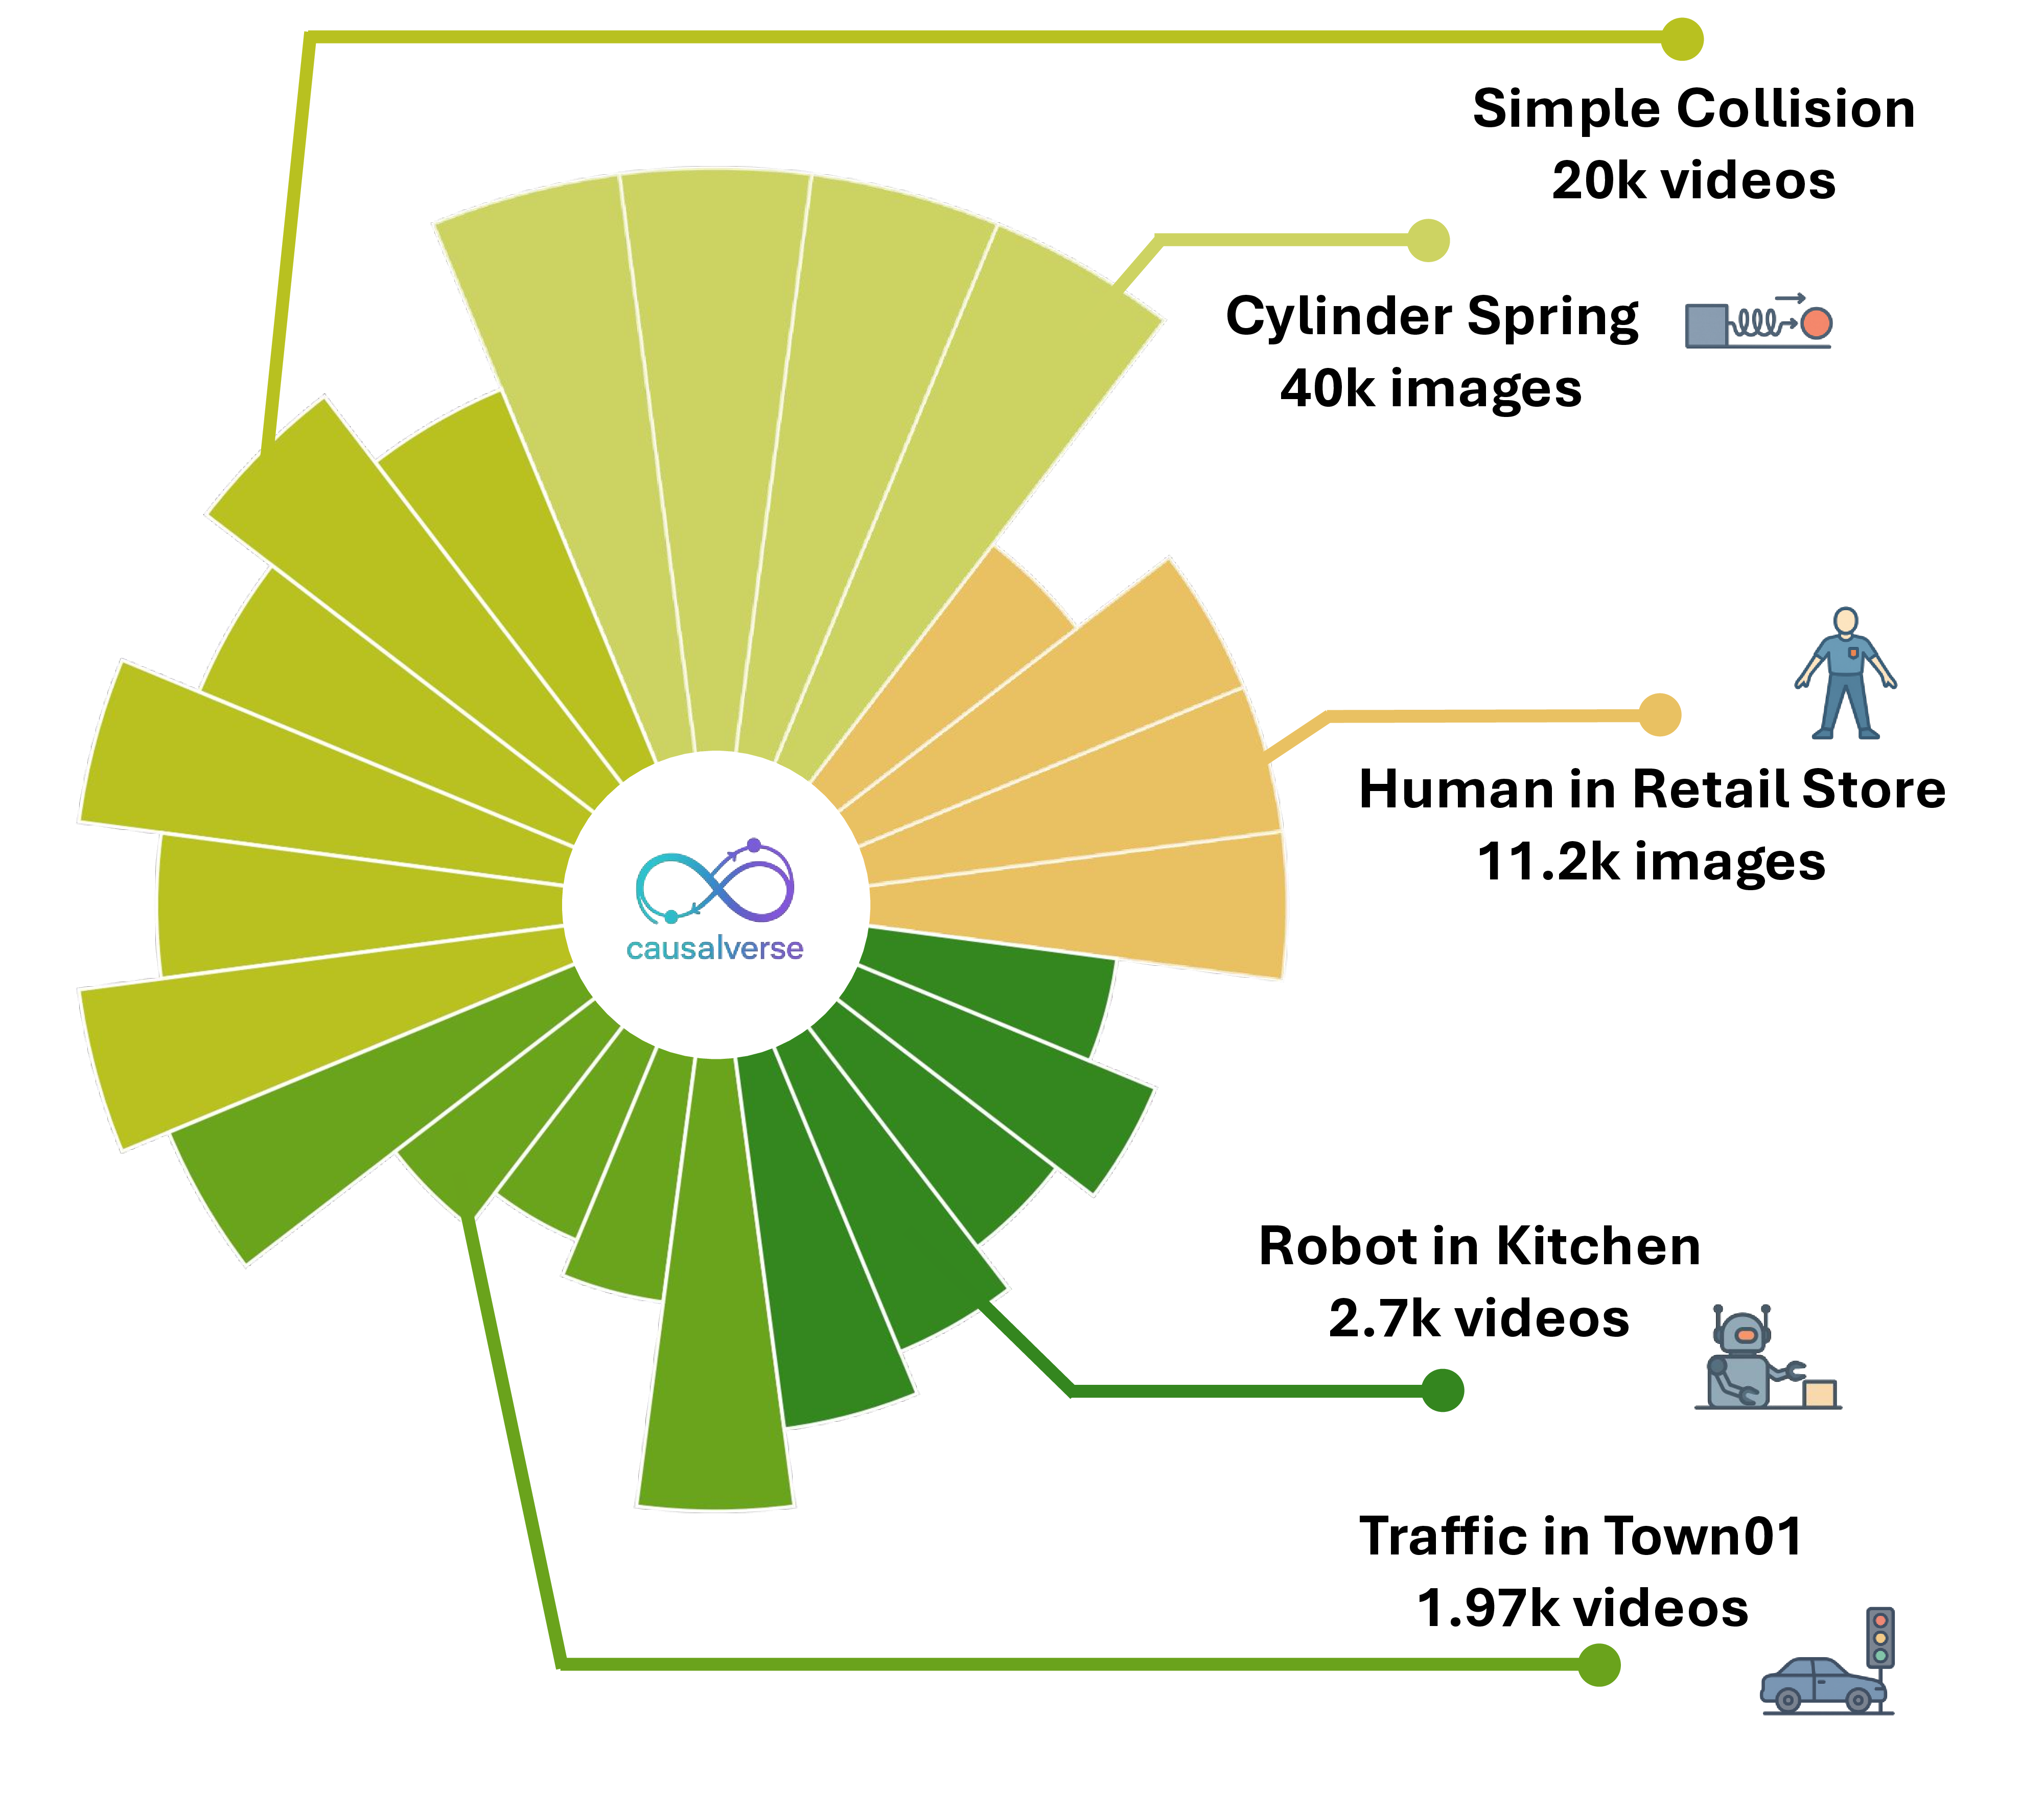 Simple Collision
20k videos
Cylinder Spring
40k images
Human in Retail Store
11.2k images
causalverse
Robot in Kitchen
2.7k videos
Traffic in Town01
1.97k videos